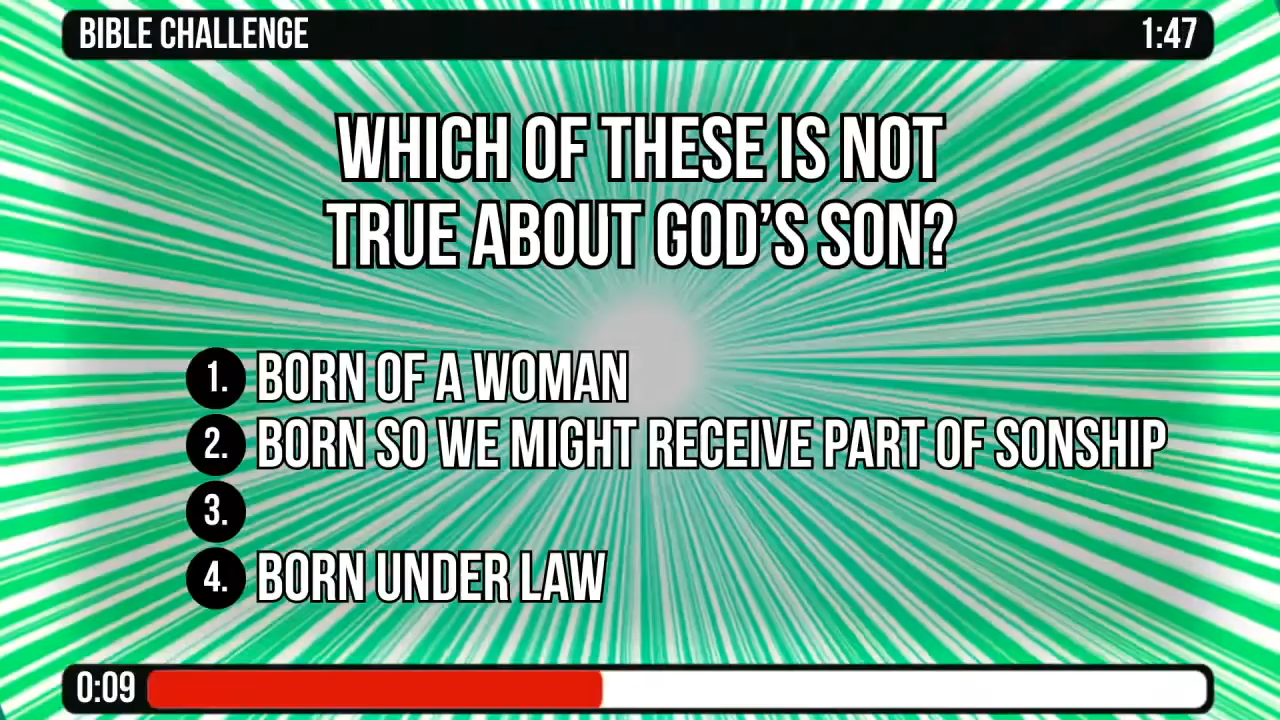 BIBLE CHALLENGE
1:47
WHICH OF THESE IS NOT
TRUE ABOUT GOD’S SON?
1. BORN OF A WOMAN
2. BORN SO WE MIGHT RECEIVE PART OF SONSHIP
3.
4. BORN UNDER LAW
0:09